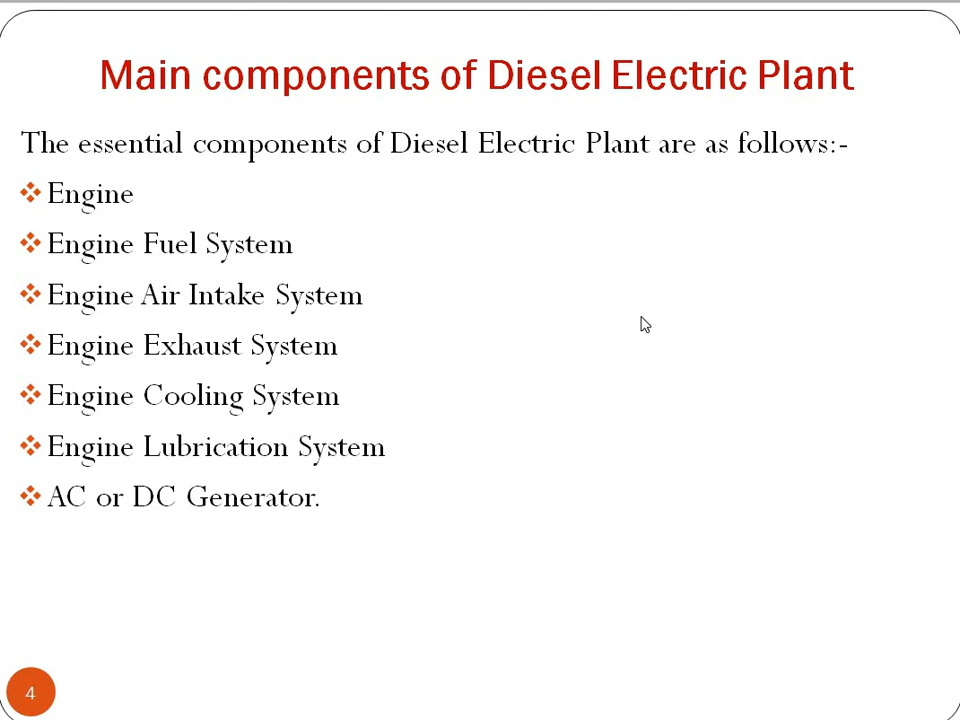 Main components of Diesel Electric Plant
The essential components of Diesel Electric Plant are as follows:-
Engine
Engine Fuel System
Engine Air Intake System
Engine Exhaust System
Engine Cooling System
Engine Lubrication System
AC or DC Generator.
4